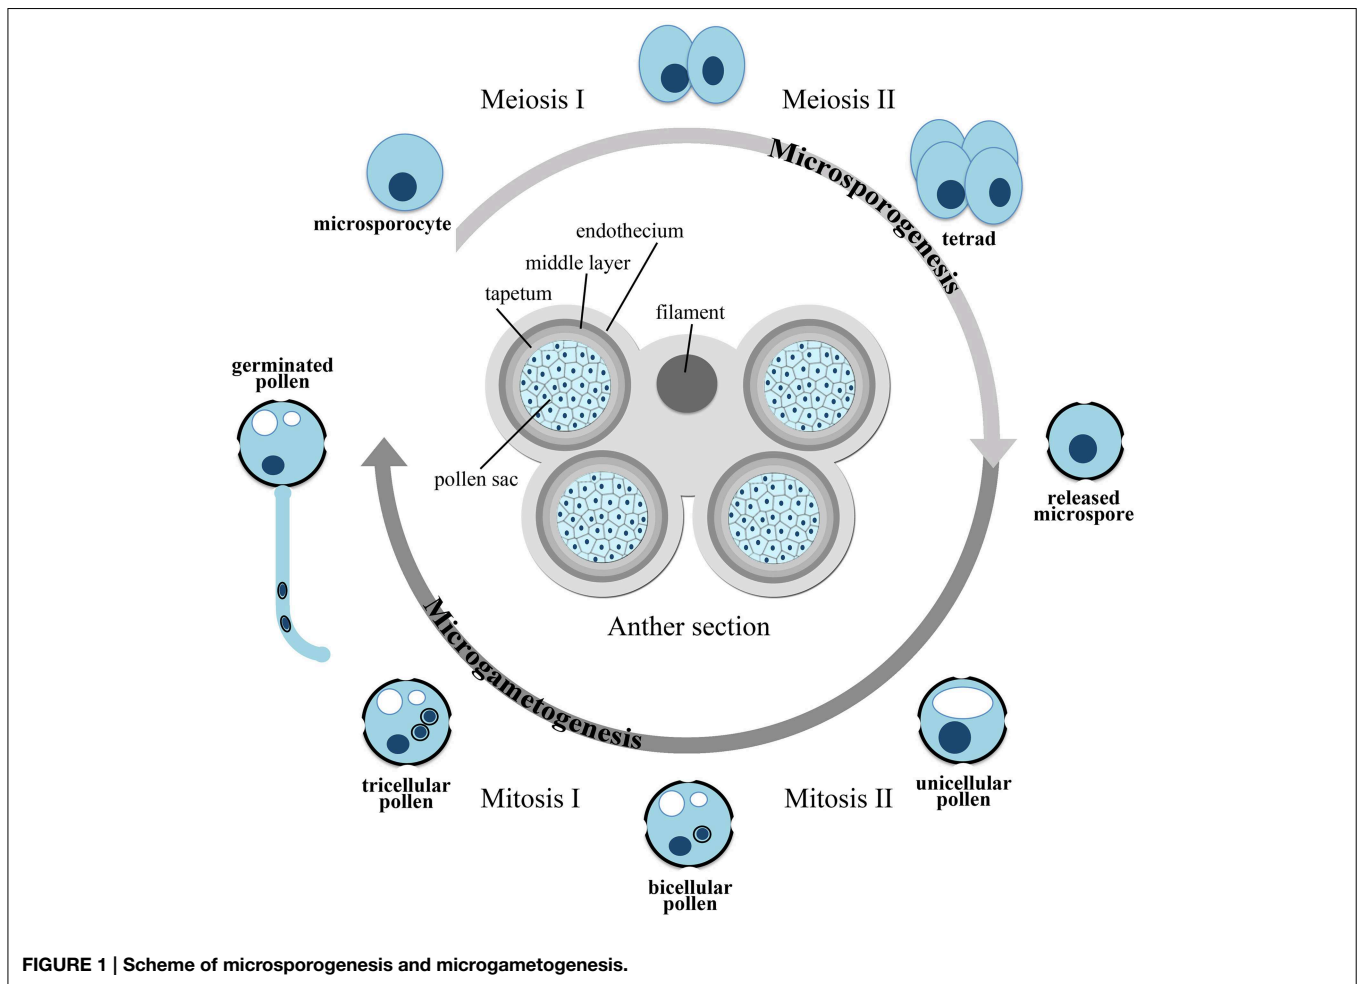 Meiosis I
Meiosis II
microsporocyte
tetrad
Microsporogenesis
endothecium
middle layer
tapetum
filament
germinated
pollen
pollen sac
released
microspore
Anther section
Microgametogenesis
tricellular
pollen
Mitosis I
Mitosis II
unicellular
pollen
bicellular
pollen
FIGURE 1 | Scheme of microsporogenesis and microgametogenesis.